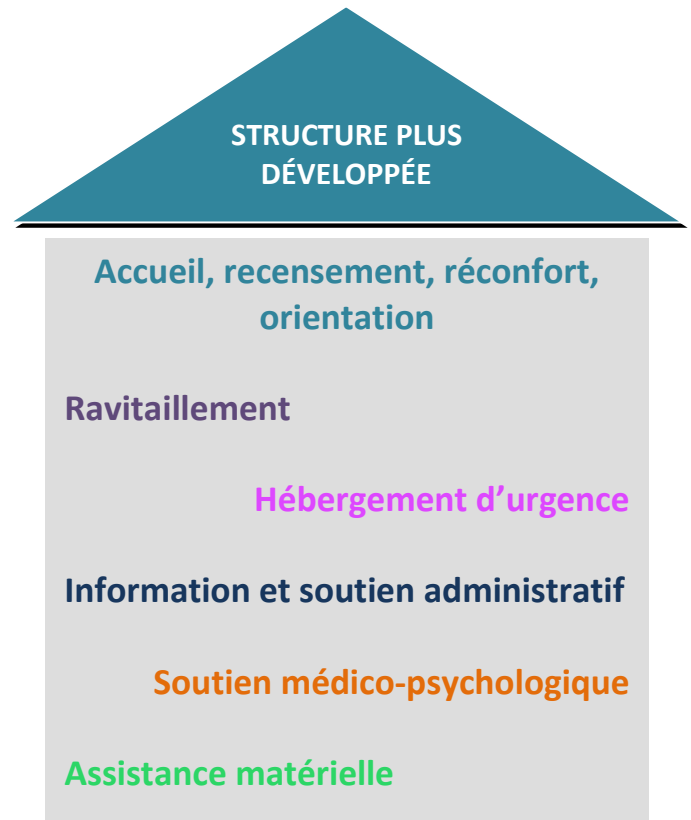 STRUCTURE PLUS
DÉVELOPPÉE
Accueil, recensement, réconfort,
orientation
Ravitaillement
Hébergement d’urgence
Information et soutien administratif
Soutien médico-psychologique
Assistance matérielle